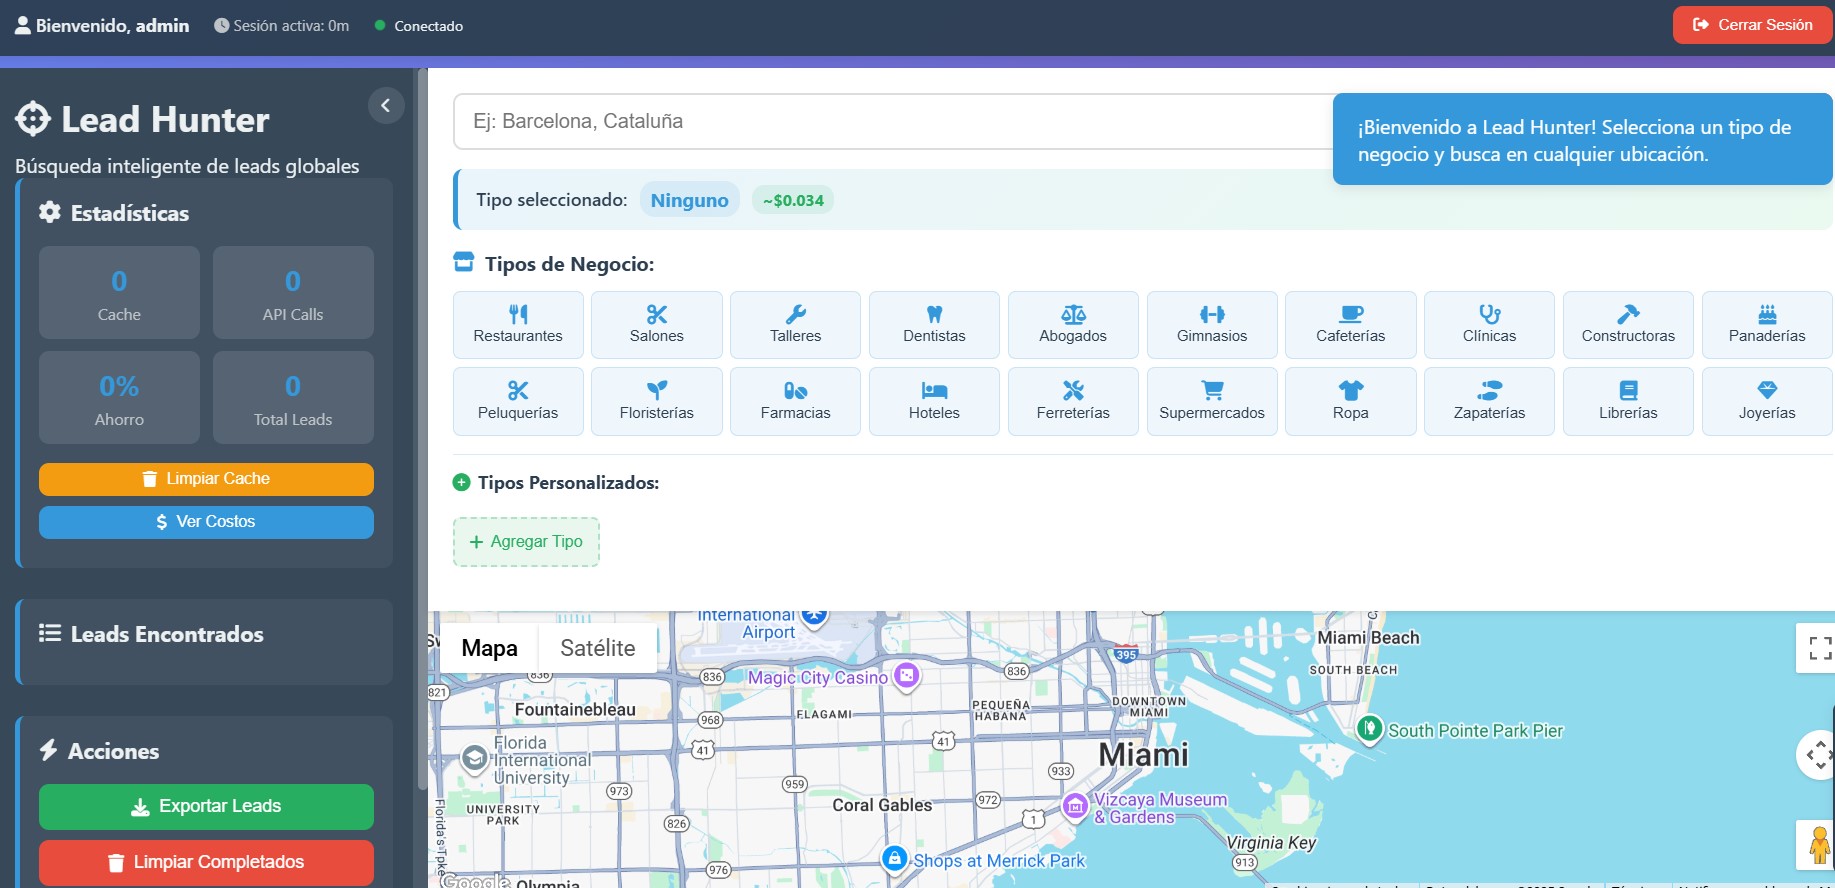 Bienvenido, admin
Sesión activa: 0m
Conectado
Cerrar Sesión
Lead Hunter
Búsqueda inteligente de leads globales
Estadísticas
0
Cache
0
API Calls
0%
Ahorro
0
Total Leads
Limpiar Cache
$ Ver Costos
Leads Encontrados
Acciones
Exportar Leads
Limpiar Completados
Ej: Barcelona, Cataluña
¡Bienvenido a Lead Hunter! Selecciona un tipo de
negocio y busca en cualquier ubicación.
Tipo seleccionado: Ninguno ~$0.034
Tipos de Negocio:
Restaurantes
Salones
Talleres
Dentistas
Abogados
Gimnasios
Cafeterías
Clínicas
Constructoras
Panaderías
Peluquerías
Floristerías
Farmacias
Hoteles
Ferreterías
Supermercados
Ropa
Zapaterías
Librerías
Joyerías
Tipos Personalizados:
+ Agregar Tipo
Mapa
Satélite
International
Airport
Miami Beach
SOUTH BEACH
395
836
836
836
821
Magic City Casino
Fountainebleau
968
FLAGAMI
PEQUEÑA
HABANA
DOWNTOWN
MIAMI
41
41
Florida
International
University
South Pointe Park Pier
Miami
933
973
959
972
Coral Gables
UNIVERSITY
PARK
826
1
Vizcaya Museum
& Gardens
Virginia Key
913
Shops at Merrick Park
976
Florida's Tpke
Google
Olympia